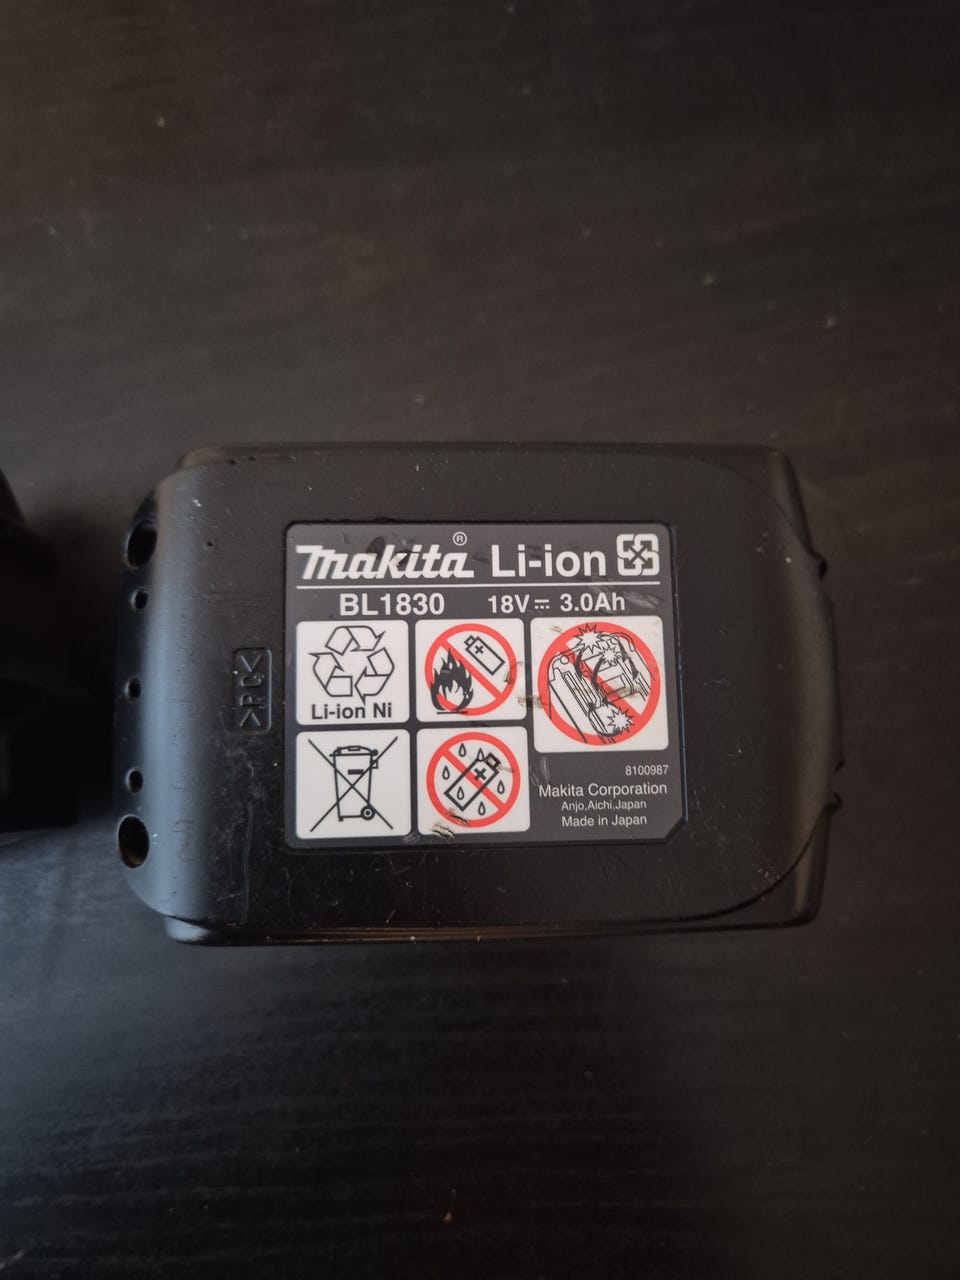 makita® Li-ion
BL1830 18V⎓ 3.0Ah
Li-ion Ni
8100987
Makita Corporation
Anjo,Aichi,Japan
Made in Japan
>PC<